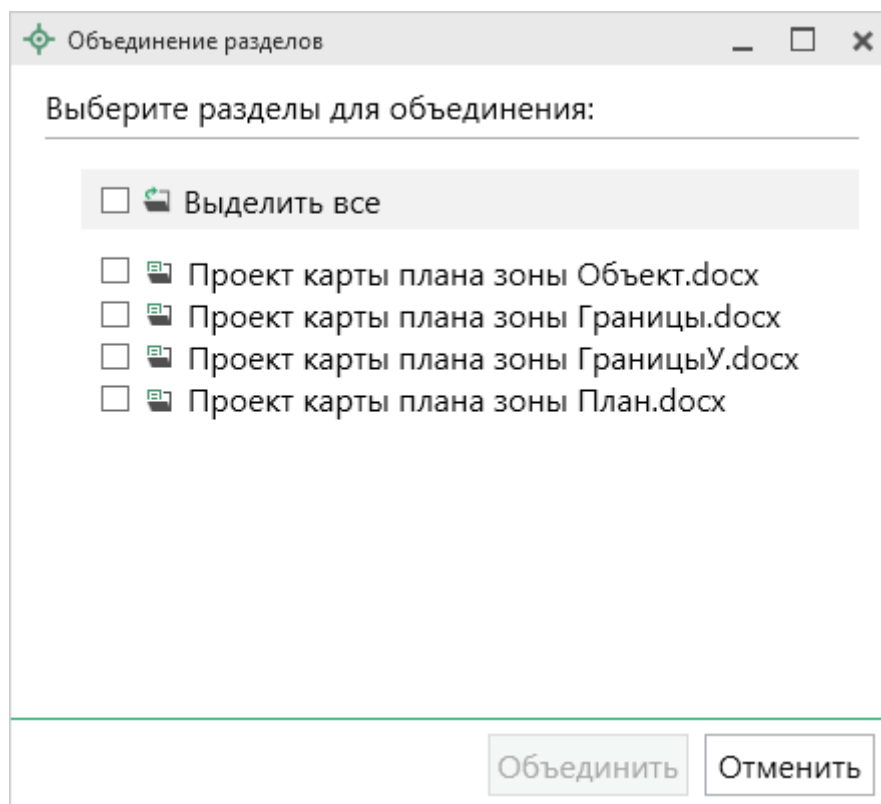 Объединение разделов
Выберите разделы для объединения:
Выделить все
Проект карты плана зоны Объект.docx
Проект карты плана зоны Границы.docx
Проект карты плана зоны ГраницыУ.docx
Проект карты плана зоны План.docx
Объединить
Отменить